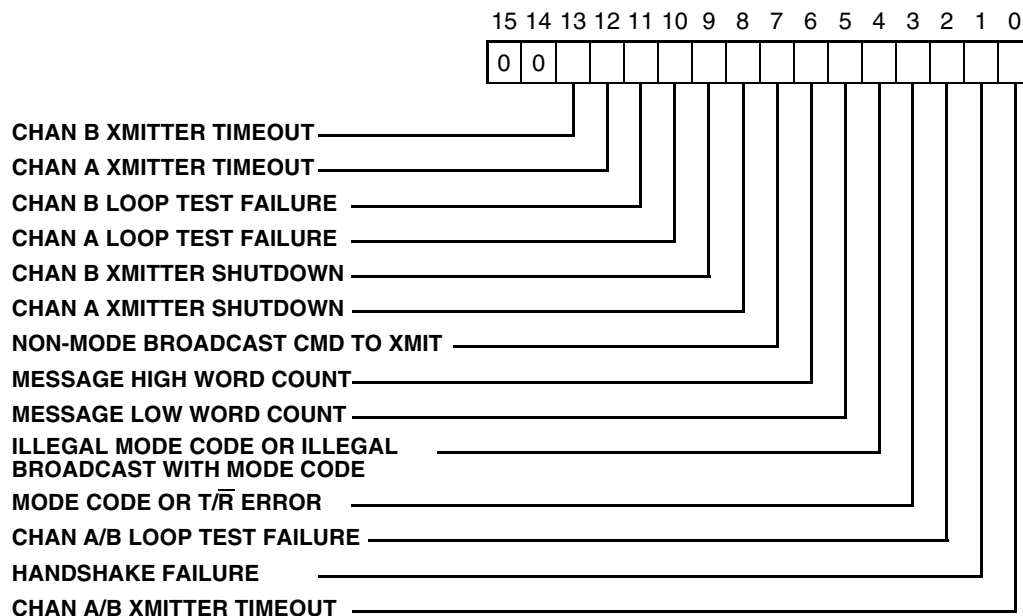 15 14 13 12 11 10 9 8 7 6 5 4 3 2 1 0
0 0
CHAN B XMITTER TIMEOUT
CHAN A XMITTER TIMEOUT
CHAN B LOOP TEST FAILURE
CHAN A LOOP TEST FAILURE
CHAN B XMITTER SHUTDOWN
CHAN A XMITTER SHUTDOWN
NON-MODE BROADCAST CMD TO XMIT
MESSAGE HIGH WORD COUNT
MESSAGE LOW WORD COUNT
ILLEGAL MODE CODE OR ILLEGAL
BROADCAST WITH MODE CODE
MODE CODE OR T/R̅ ERROR
CHAN A/B LOOP TEST FAILURE
HANDSHAKE FAILURE
CHAN A/B XMITTER TIMEOUT